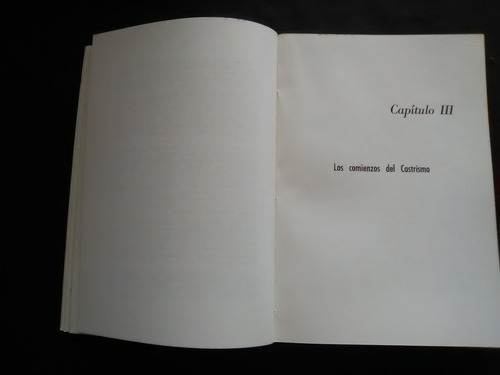 Capítulo III
Los comienzos del Castrismo